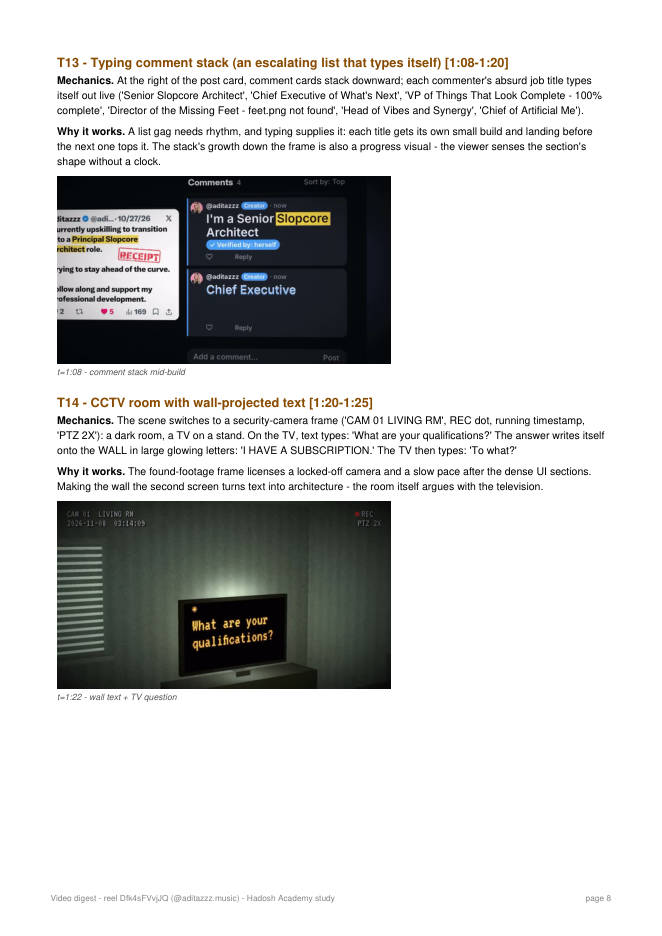 T13 - Typing comment stack (an escalating list that types itself) [1:08-1:20]
Mechanics. At the right of the post card, comment cards stack downward; each commenter's absurd job title types
itself out live ('Senior Slopcore Architect', 'Chief Executive of What's Next', 'VP of Things That Look Complete - 100%
complete', 'Director of the Missing Feet - feet.png not found', 'Head of Vibes and Synergy', 'Chief of Artificial Me').
Why it works. A list gag needs rhythm, and typing supplies it: each title gets its own small build and landing before
the next one tops it. The stack's growth down the frame is also a progress visual - the viewer senses the section's
shape without a clock.
Comments 4 Sort by: Top
ditazzz @adi... · 10/27/26
urrently upskilling to transition
to a Principal Slopcore
rchitect role.
RECEIPT
rying to stay ahead of the curve.
ollow along and support my
rofessional development.
2 5 169
@aditazzz Creator · now
I'm a Senior Slopcore
Architect
✓ Verified by: herself
Reply
@aditazzz Creator · now
Chief Executive
Reply
Add a comment... Post
t=1:08 - comment stack mid-build
T14 - CCTV room with wall-projected text [1:20-1:25]
Mechanics. The scene switches to a security-camera frame ('CAM 01 LIVING RM', REC dot, running timestamp,
'PTZ 2X'): a dark room, a TV on a stand. On the TV, text types: 'What are your qualifications?' The answer writes itself
onto the WALL in large glowing letters: 'I HAVE A SUBSCRIPTION.' The TV then types: 'To what?'
Why it works. The found-footage frame licenses a locked-off camera and a slow pace after the dense UI sections.
Making the wall the second screen turns text into architecture - the room itself argues with the television.
CAM 01 LIVING RM
2026-11-08 03:14:09
REC
PTZ 2X
*
What are your
qualifications?
t=1:22 - wall text + TV question
Video digest - reel Dfk4sFVvjJQ (@aditazzz.music) - Hadosh Academy study page 8